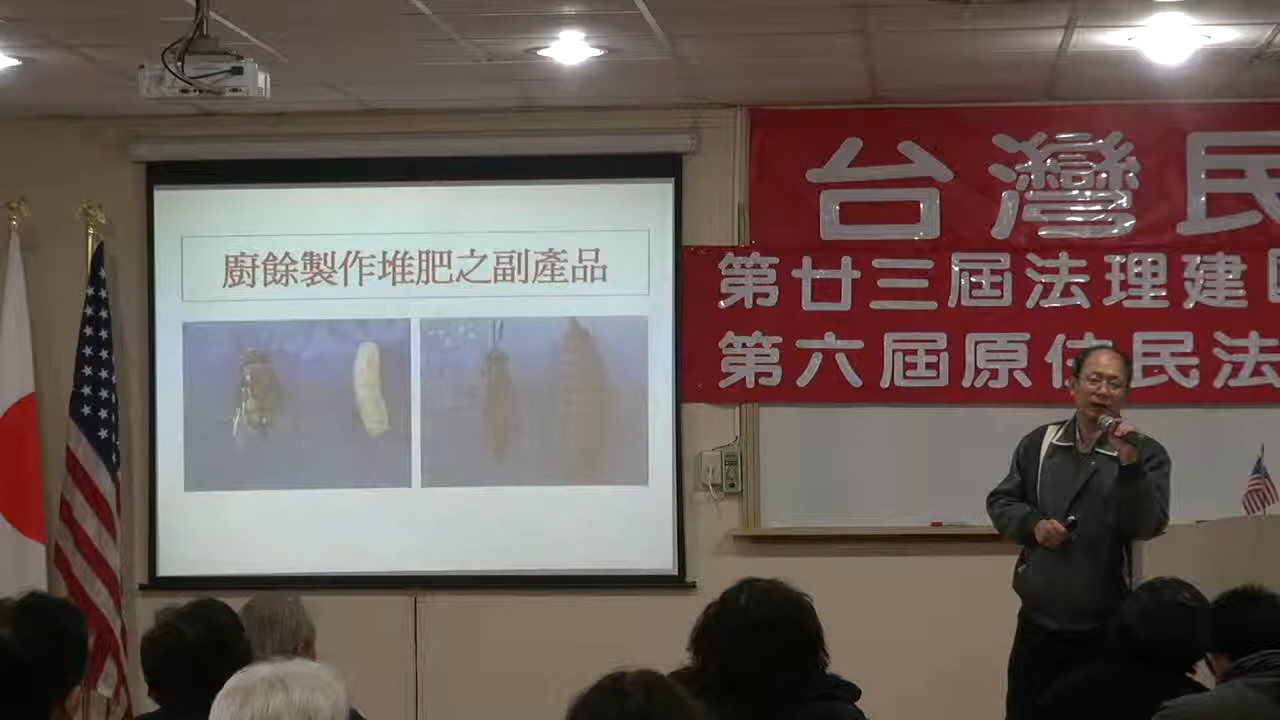 廚餘製作堆肥之副產品
台灣民
第廿三屆法理建
第六屆原住民法